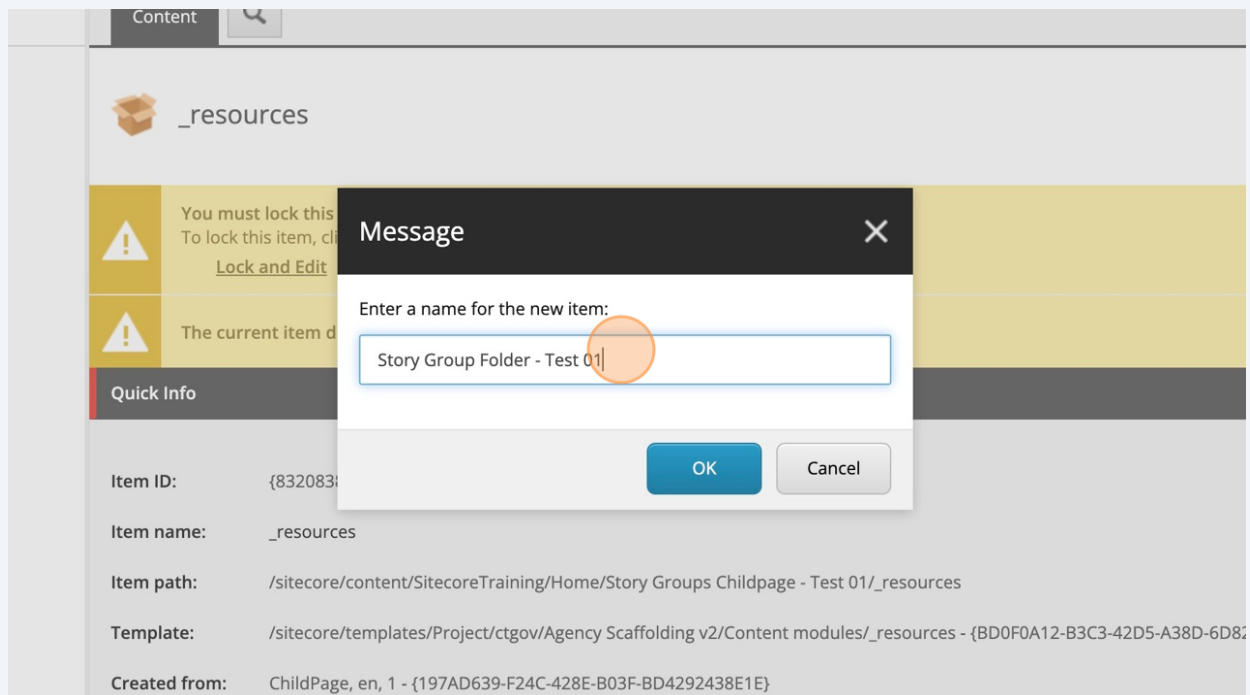 Content
_resources
You must lock this
To lock this item, cli
Lock and Edit
The current item d
Message
Enter a name for the new item:
Story Group Folder - Test 01
OK
Cancel
Quick Info
Item ID: {832083
Item name: _resources
Item path: /sitecore/content/SitecoreTraining/Home/Story Groups Childpage - Test 01/_resources
Template: /sitecore/templates/Project/ctgov/Agency Scaffolding v2/Content modules/_resources - {BD0F0A12-B3C3-42D5-A38D-6D82
Created from: ChildPage, en, 1 - {197AD639-F24C-428E-B03F-BD4292438E1E}